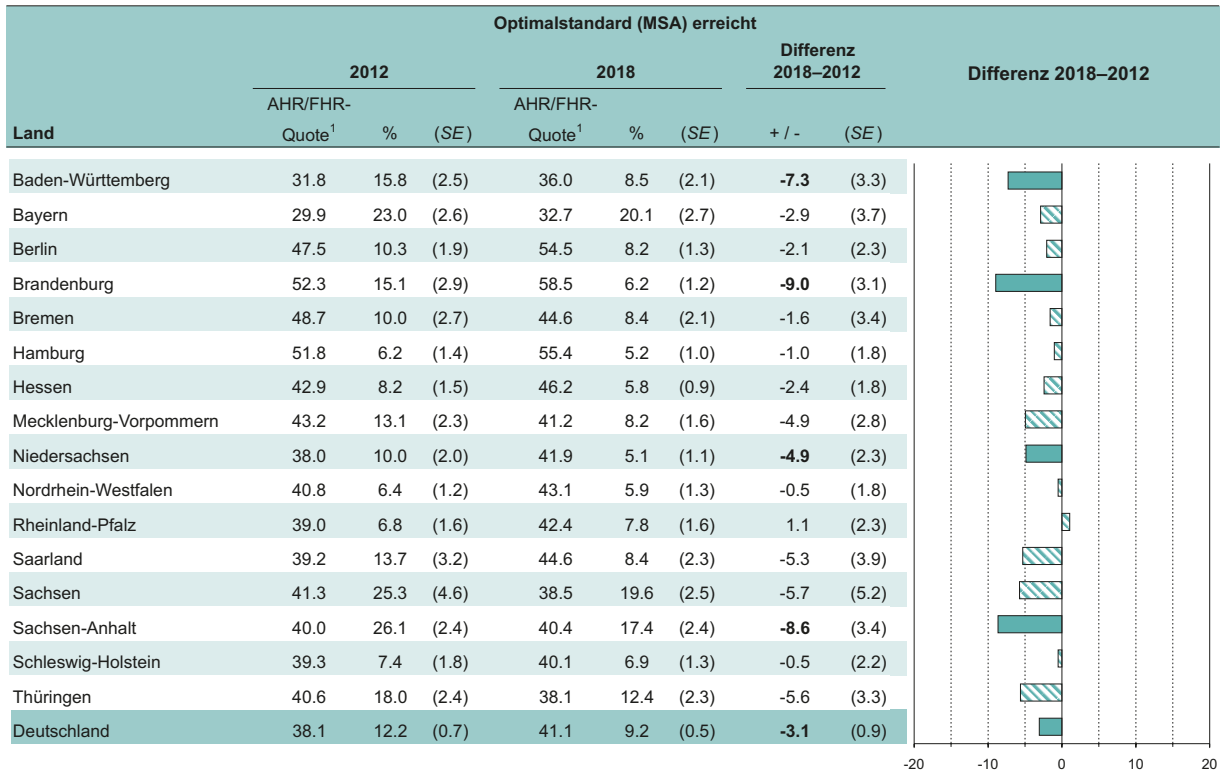 Optimalstandard (MSA) erreicht
2012 2018 Differenz 2018–2012 Differenz 2018–2012
Land AHR/FHR-Quote¹ % (SE) AHR/FHR-Quote¹ % (SE) + / - (SE)
Baden-Württemberg 31.8 15.8 (2.5) 36.0 8.5 (2.1) -7.3 (3.3)
Bayern 29.9 23.0 (2.6) 32.7 20.1 (2.7) -2.9 (3.7)
Berlin 47.5 10.3 (1.9) 54.5 8.2 (1.3) -2.1 (2.3)
Brandenburg 52.3 15.1 (2.9) 58.5 6.2 (1.2) -9.0 (3.1)
Bremen 48.7 10.0 (2.7) 44.6 8.4 (2.1) -1.6 (3.4)
Hamburg 51.8 6.2 (1.4) 55.4 5.2 (1.0) -1.0 (1.8)
Hessen 42.9 8.2 (1.5) 46.2 5.8 (0.9) -2.4 (1.8)
Mecklenburg-Vorpommern 43.2 13.1 (2.3) 41.2 8.2 (1.6) -4.9 (2.8)
Niedersachsen 38.0 10.0 (2.0) 41.9 5.1 (1.1) -4.9 (2.3)
Nordrhein-Westfalen 40.8 6.4 (1.2) 43.1 5.9 (1.3) -0.5 (1.8)
Rheinland-Pfalz 39.0 6.8 (1.6) 42.4 7.8 (1.6) 1.1 (2.3)
Saarland 39.2 13.7 (3.2) 44.6 8.4 (2.3) -5.3 (3.9)
Sachsen 41.3 25.3 (4.6) 38.5 19.6 (2.5) -5.7 (5.2)
Sachsen-Anhalt 40.0 26.1 (2.4) 40.4 17.4 (2.4) -8.6 (3.4)
Schleswig-Holstein 39.3 7.4 (1.8) 40.1 6.9 (1.3) -0.5 (2.2)
Thüringen 40.6 18.0 (2.4) 38.1 12.4 (2.3) -5.6 (3.3)
Deutschland 38.1 12.2 (0.7) 41.1 9.2 (0.5) -3.1 (0.9)
-20 -10 0 10 20